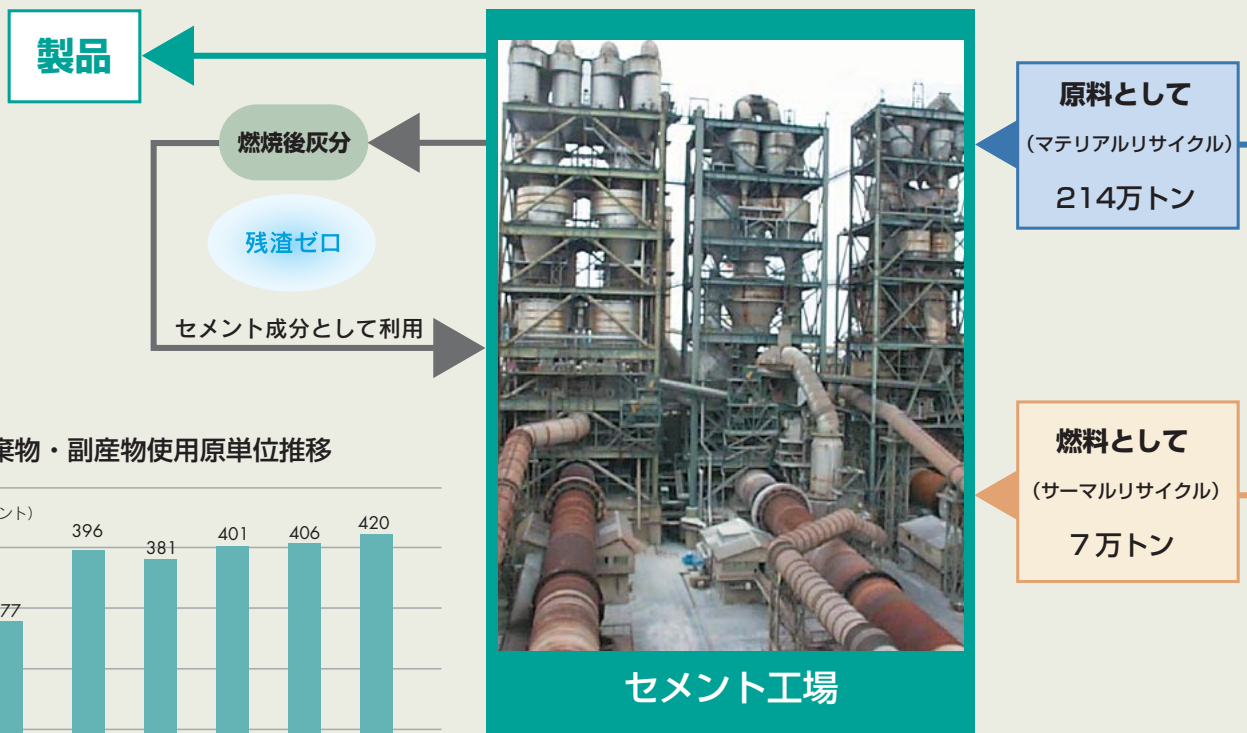 製品
燃焼後灰分
残渣ゼロ
セメント成分として利用
原料として
（マテリアルリサイクル）
214万トン
燃料として
（サーマルリサイクル）
7万トン
セメント工場
棄物・副産物使用原単位推移
ント）
77
396
381
401
406
420